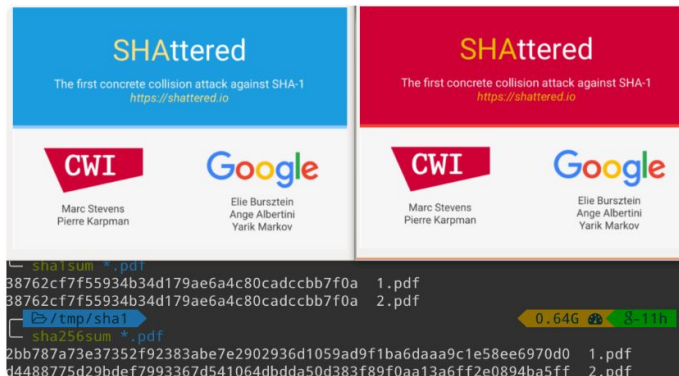 SHAttered
The first concrete collision attack against SHA-1
https://shattered.io
CWI
Google
Marc Stevens
Pierre Karpman
Elie Bursztein
Ange Albertini
Yarik Markov
SHAttered
The first concrete collision attack against SHA-1
https://shattered.io
CWI
Google
Marc Stevens
Pierre Karpman
Elie Bursztein
Ange Albertini
Yarik Markov
sha1sum *.pdf
38762cf7f55934b34d179ae6a4c80cadccbb7f0a 1.pdf
38762cf7f55934b34d179ae6a4c80cadccbb7f0a 2.pdf
/tmp/sha1 0.64G 8-11h
sha256sum *.pdf
2bb787a73e37352f92383abe7e2902936d1059ad9f1ba6daaa9c1e58ee6970d0 1.pdf
d4488775d29bdef7993367d541064dbdda50d383f89f0aa13a6ff2e0894ba5ff 2.pdf